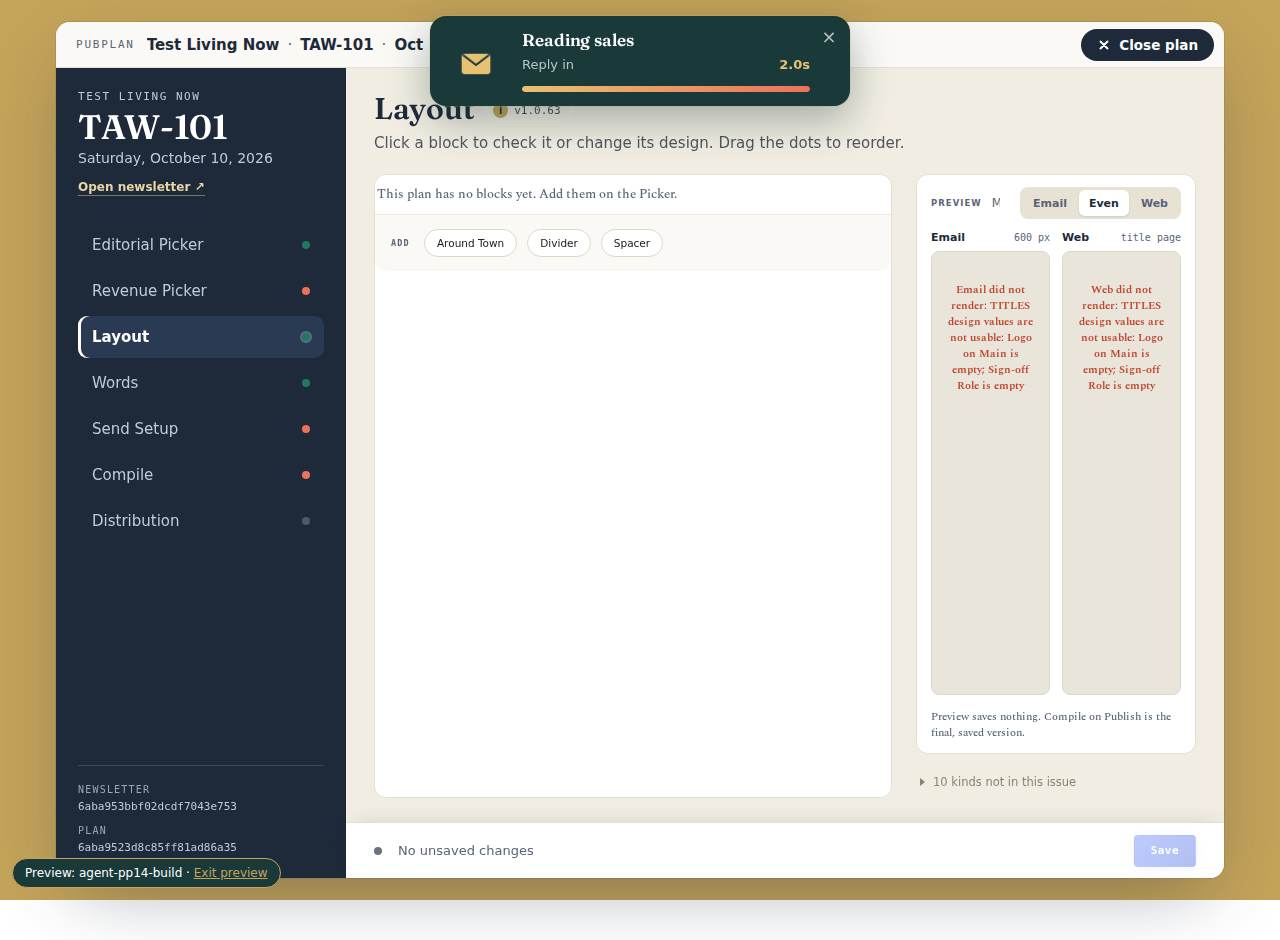 PUBPLAN Test Living Now · TAW-101 · Oct
Reading sales
Reply in 2.0s
Close plan
TEST LIVING NOW
TAW-101
Saturday, October 10, 2026
Open newsletter ↗
Editorial Picker
Revenue Picker
Layout
Words
Send Setup
Compile
Distribution
NEWSLETTER
6aba953bbf02dcdf7043e753
PLAN
6aba9523d8c85ff81ad86a35
Preview: agent-pp14-build · Exit preview
Layout i v1.0.63
Click a block to check it or change its design. Drag the dots to reorder.
This plan has no blocks yet. Add them on the Picker.
ADD Around Town Divider Spacer
PREVIEW M Email Even Web
Email 600 px Web title page
Email did not
render: TITLES
design values are
not usable: Logo
on Main is
empty; Sign-off
Role is empty
Web did not
render: TITLES
design values are
not usable: Logo
on Main is
empty; Sign-off
Role is empty
Preview saves nothing. Compile on Publish is the
final, saved version.
10 kinds not in this issue
No unsaved changes
Save